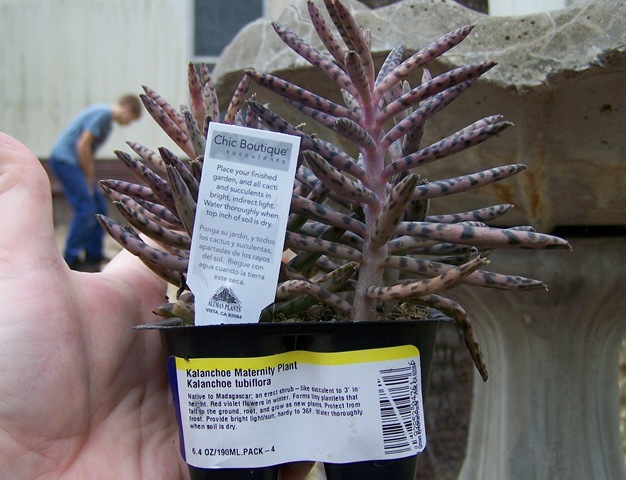 Chic Boutique
succulents
Place your finished
garden, and all cacti
and succulents in
bright, indirect light.
Water thoroughly when
top inch of soil is dry.
Ponga su jardin, y todos
los cactus y suculentas,
apartadas de los rayos
del sol. Riegue con
agua cuando la tierra
este seca.
ALTMAN PLANTS
VISTA, CA 92084
Kalanchoe Maternity Plant
Kalanchoe tubiflora
Native to Madagascar; an erect shrub-like succulent to 3' in
height. Red violet flowers in winter. Forms tiny plantlets that
fall to the ground, root, and grow as new plants. Protect from
frost. Provide bright light/sun; hardy to 36F. Water thoroughly
when soil is dry.
6.4 OZ/190ML.PACK-4